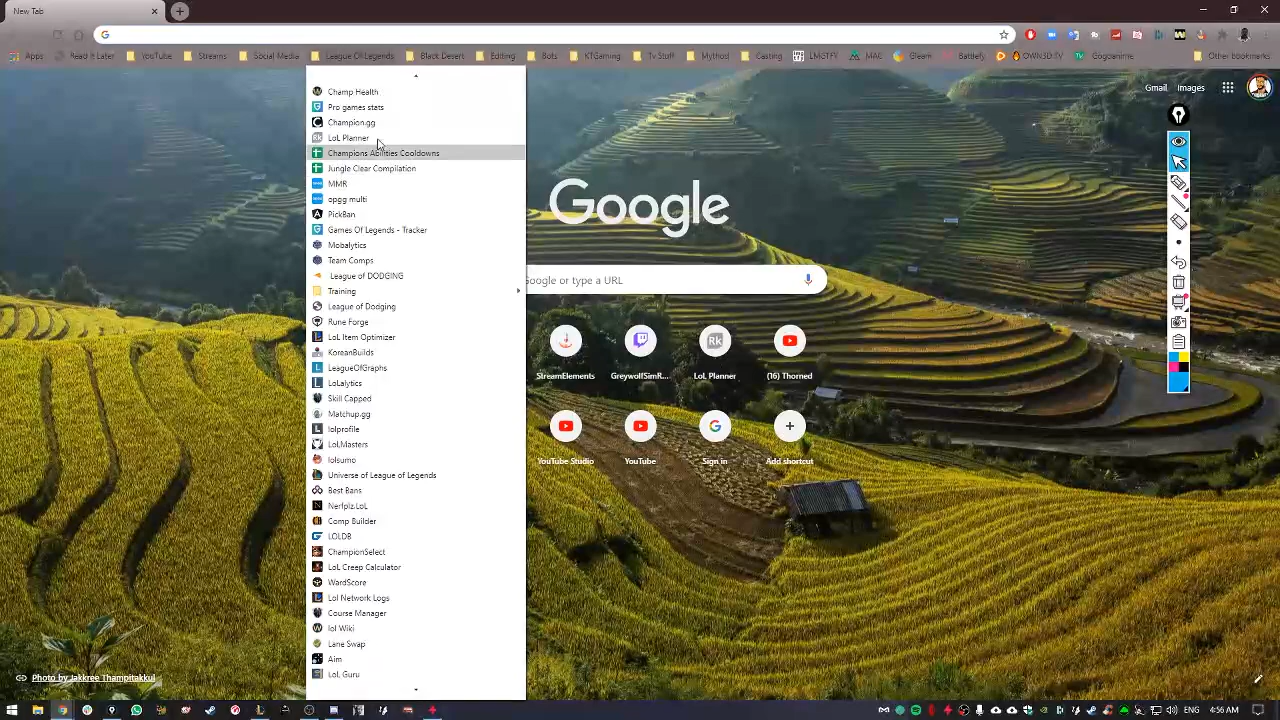 New Tab
Apps
Read it Later
YouTube
Streams
Social Media
League Of Legends
Black Desert
Editing
Bots
KTGaming
Tv Stuff
Mythol
Casting
LMGTFY
MAC
Gleam
Battlefy
OWN3D.TV
Gogoanime
Other Bookmarks
Gmail
Images
Champ Health
Pro games stats
Champion.gg
LoL Planner
Champions Abilities Cooldowns
Jungle Clear Compilation
MMR
opgg multi
PickBan
Games Of Legends - Tracker
Mobalytics
Team Comps
League of DODGING
Training
League of Dodging
Rune Forge
LoL Item Optimizer
KoreanBuilds
LeagueOfGraphs
LoLalytics
Skill Capped
Matchup.gg
lolprofile
LoLMasters
lolsumo
Universe of League of Legends
Best Bans
Nerfplz.LoL
Comp Builder
LOLDB
ChampionSelect
LoL Creep Calculator
WardScore
Lol Network Logs
Course Manager
lol Wiki
Lane Swap
Aim
LoL Guru
Google
Google or type a URL
StreamElements
GreywolfSimR...
LoL Planner
(16) Thorned
YouTube Studio
YouTube
Sign in
Add shortcut
Photo by Jakkree Thampitakkul
ENG
4:56 AM